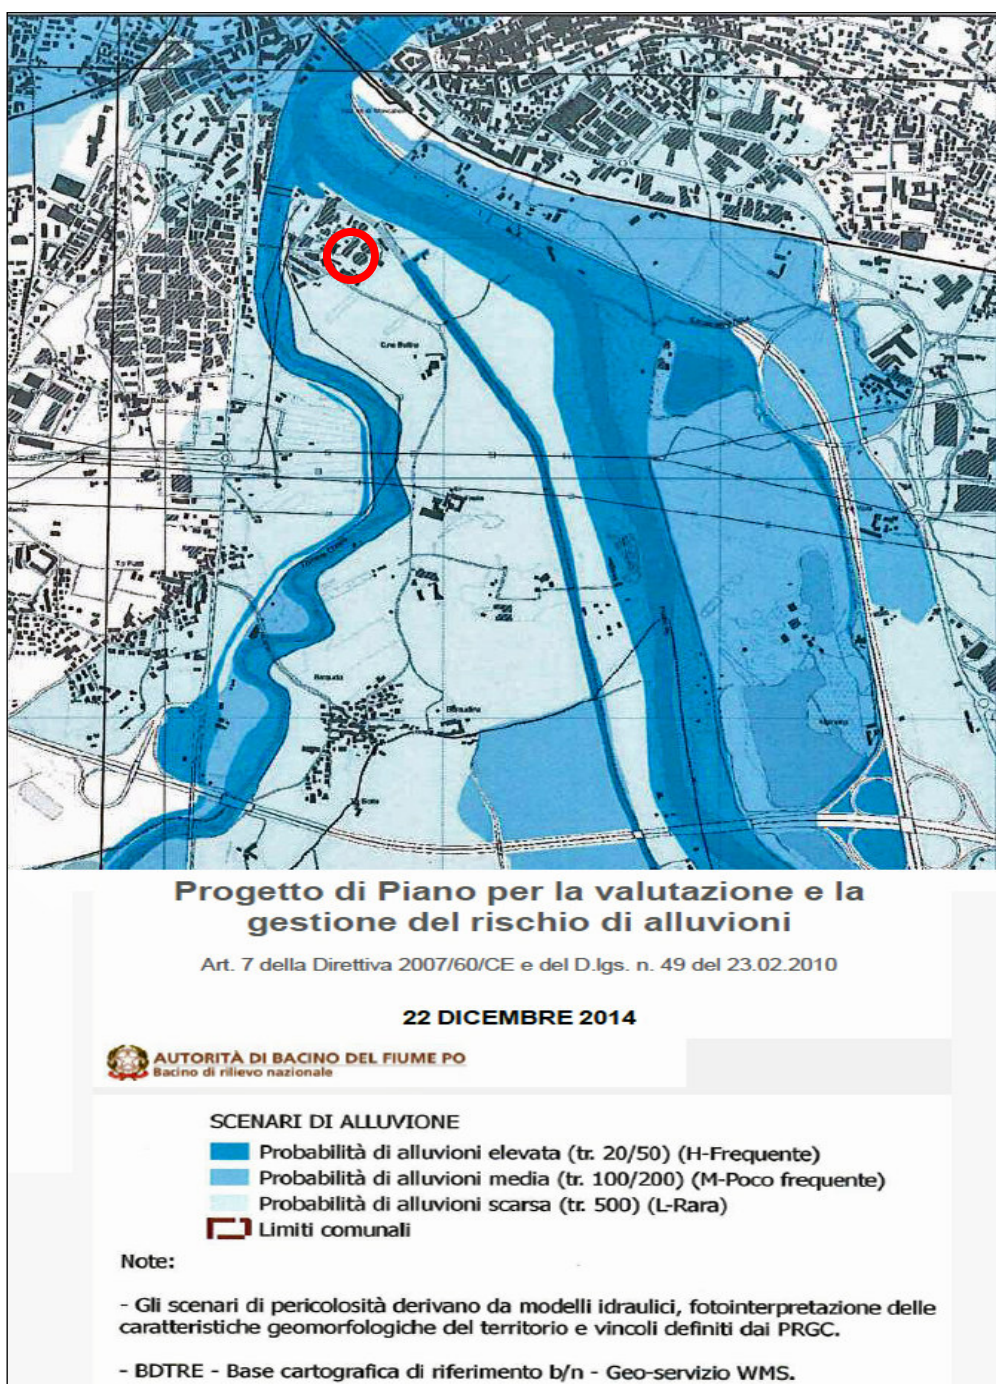 C.na Bellina
Barauda
Baraudina
Progetto di Piano per la valutazione e la
gestione del rischio di alluvioni
Art. 7 della Direttiva 2007/60/CE e del D.lgs. n. 49 del 23.02.2010
22 DICEMBRE 2014
AUTORITÀ DI BACINO DEL FIUME PO
Bacino di rilievo nazionale
SCENARI DI ALLUVIONE
Probabilità di alluvioni elevata (tr. 20/50) (H-Frequente)
Probabilità di alluvioni media (tr. 100/200) (M-Poco frequente)
Probabilità di alluvioni scarsa (tr. 500) (L-Rara)
Limiti comunali
Note:
- Gli scenari di pericolosità derivano da modelli idraulici, fotointerpretazione delle
caratteristiche geomorfologiche del territorio e vincoli definiti dai PRGC.
- BDTRE - Base cartografica di riferimento b/n - Geo-servizio WMS.